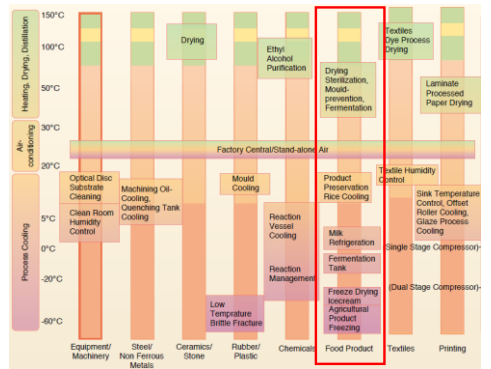 150°C
100°C
50°C
30°C
20°C
5°C
0°C
-20°C
-60°C
Heating, Drying, Distillation
Air-
conditioning
Process Cooling
Drying
Ethyl
Alcohol
Purification
Drying
Sterilization,
Mould-
prevention,
Fermentation
Textiles
Dye Process
Drying
Laminate
Processed
Paper Drying
Factory Central/Stand-alone Air
Optical Disc
Substrate
Cleaning
Clean Room
Humidity
Control
Machining Oil-
Cooling,
Quenching Tank
Cooling
Mould
Cooling
Reaction
Vessel
Cooling
Reaction
Management
Low
Temprature
Brittle Fracture
Product
Preservation
Rice Cooling
Milk
Refrigeration
Fermentation
Tank
Freeze Drying
Icecream
Agricultural
Product
Freezing
Textile Humidity
Control
Sink Temperature
Control, Offset
Roller Cooling,
Glaze Process
Cooling
(Single Stage Compressor)
(Dual Stage Compressor)
Equipment/
Machinery
Steel/
Non Ferrous
Metals
Ceramics/
Stone
Rubber/
Plastic
Chemicals
Food Product
Textiles
Printing